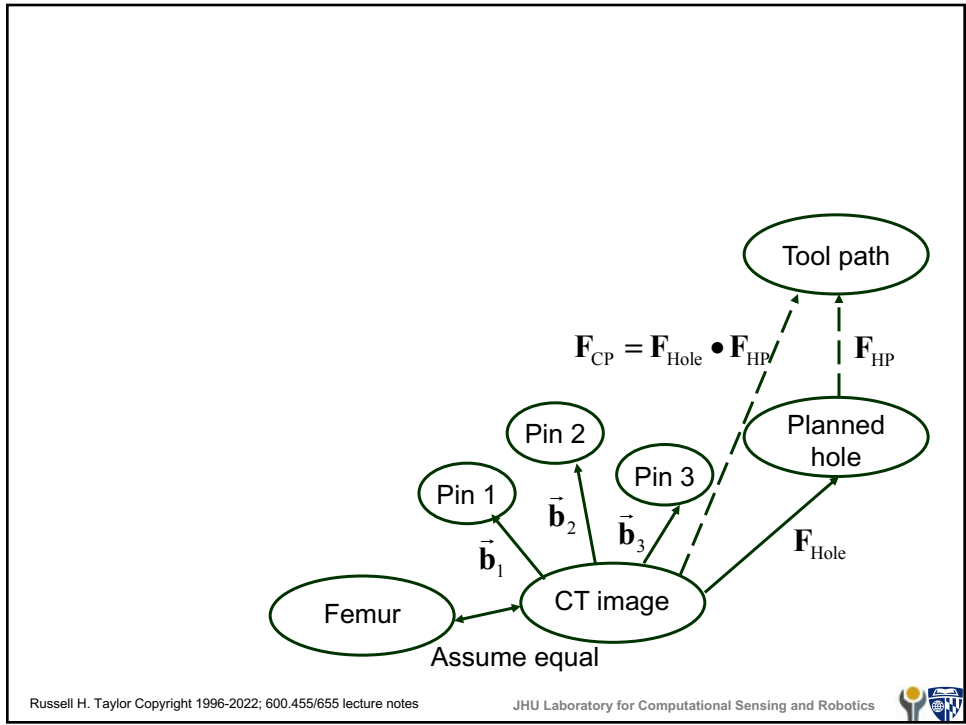 Tool path
F_CP = F_Hole • F_HP
F_HP
Planned
hole
Pin 2
Pin 3
Pin 1
b⃗_2
b⃗_3
F_Hole
b⃗_1
CT image
Femur
Assume equal
Russell H. Taylor Copyright 1996-2022; 600.455/655 lecture notes
JHU Laboratory for Computational Sensing and Robotics